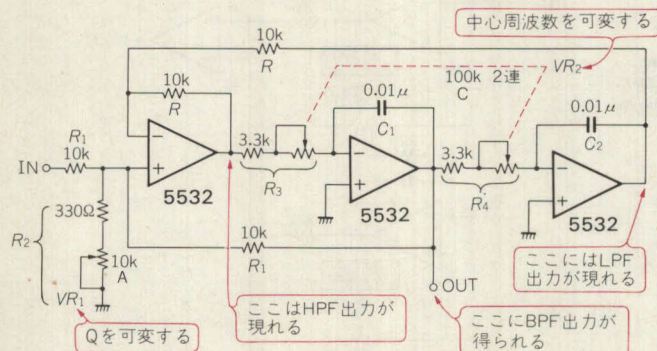 中心周波数を可変する
10k
R
10k
R
100k 2連
C
VR2
0.01μ
C1
0.01μ
C2
R1
10k
IN
−
+
5532
3.3k
R3
−
+
5532
3.3k
R4
−
+
5532
330Ω
R2
10k
A
VR1
10k
R1
OUT
Qを可変する
ここはHPF出力が
現れる
ここにBPF出力が
得られる
ここにはLPF
出力が現れる